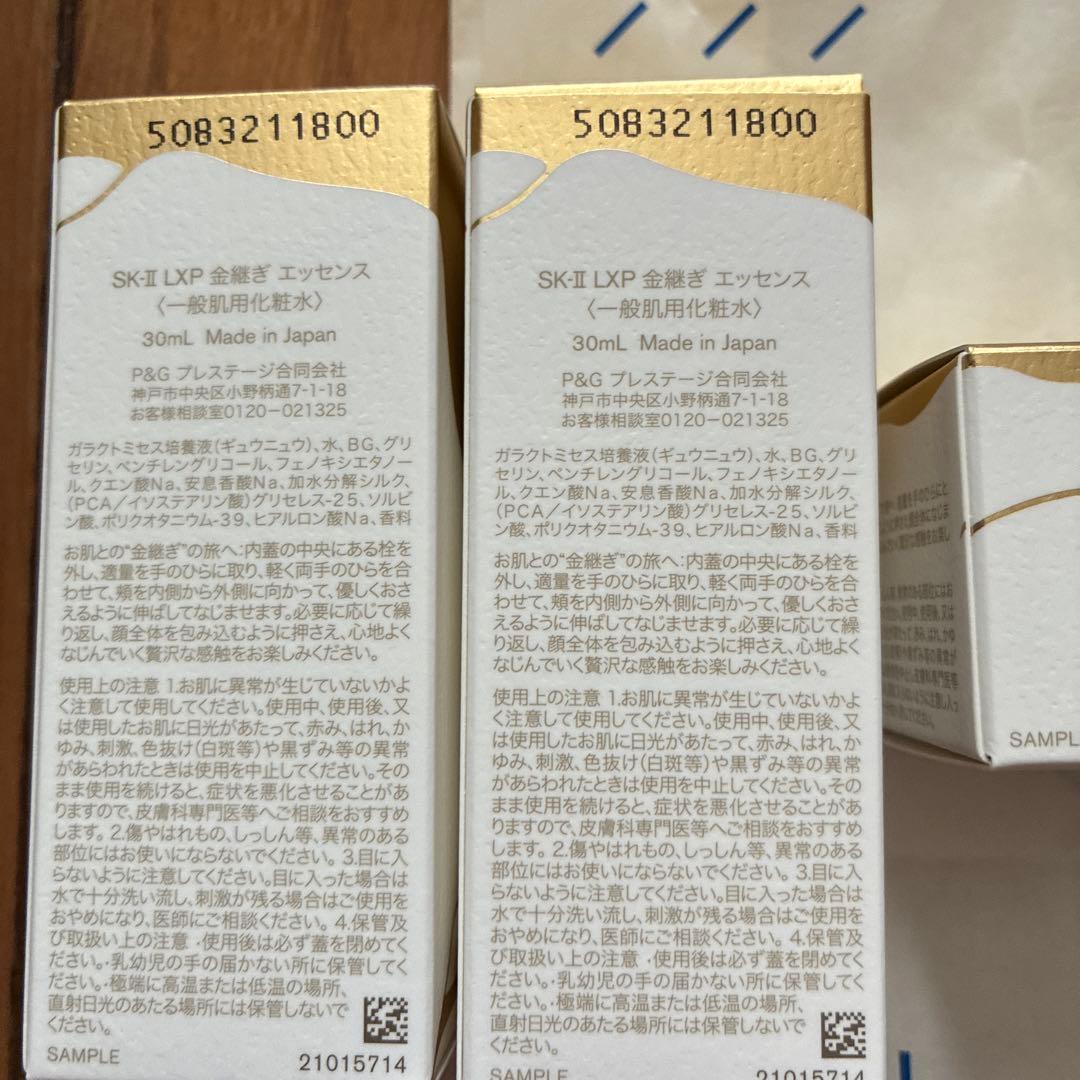 5083211800
SK-II LXP 金継ぎ エッセンス
〈一般肌用化粧水〉
30mL Made in Japan
P&G プレステージ合同会社
神戸市中央区小野柄通7-1-18
お客様相談室0120-021325
ガラクトミセス培養液(ギュウニュウ)、水、BG、グリ
セリン、ペンチレングリコール、フェノキシエタノー
ル、クエン酸Na、安息香酸Na、加水分解シルク、
(PCA/イソステアリン酸)グリセレス-25、ソルビ
ン酸、ポリクオタニウム-39、ヒアルロン酸Na、香料
お肌との“金継ぎ”の旅へ:内蓋の中央にある栓を
外し、適量を手のひらに取り、軽く両手のひらを合
わせて、頬を内側から外側に向かって、優しくおさ
えるように伸ばしてなじませます。必要に応じて繰
り返し、顔全体を包み込むように押さえ、心地よく
なじんでいく贅沢な感触をお楽しみください。
使用上の注意 1.お肌に異常が生じていないかよ
く注意して使用してください。使用中、使用後、又
は使用したお肌に日光があたって、赤み、はれ、か
ゆみ、刺激、色抜け(白斑等)や黒ずみ等の異常
があらわれたときは使用を中止してください。その
まま使用を続けると、症状を悪化させることがあ
りますので、皮膚科専門医等へご相談をおすすめ
します。2.傷やはれもの、しっしん等、異常のある
部位にはお使いにならないでください。3.目に入
らないように注意してください。目に入った場合は
水で十分洗い流し、刺激が残る場合はご使用を
おやめになり、医師にご相談ください。4.保管及
び取扱い上の注意・使用後は必ず蓋を閉めてく
ださい。・乳幼児の手の届かない所に保管してく
ださい。・極端に高温または低温の場所、
直射日光のあたる場所には保管しないで
ください。
SAMPLE
21015714
5083211800
SK-II LXP 金継ぎ エッセンス
〈一般肌用化粧水〉
30mL Made in Japan
P&G プレステージ合同会社
神戸市中央区小野柄通7-1-18
お客様相談室0120-021325
ガラクトミセス培養液(ギュウニュウ)、水、BG、グリ
セリン、ペンチレングリコール、フェノキシエタノー
ル、クエン酸Na、安息香酸Na、加水分解シルク、
(PCA/イソステアリン酸)グリセレス-25、ソルビ
ン酸、ポリクオタニウム-39、ヒアルロン酸Na、香料
お肌との“金継ぎ”の旅へ:内蓋の中央にある栓を
外し、適量を手のひらに取り、軽く両手のひらを合
わせて、頬を内側から外側に向かって、優しくおさ
えるように伸ばしてなじませます。必要に応じて繰
り返し、顔全体を包み込むように押さえ、心地よく
なじんでいく贅沢な感触をお楽しみください。
使用上の注意 1.お肌に異常が生じていないかよ
く注意して使用してください。使用中、使用後、又
は使用したお肌に日光があたって、赤み、はれ、か
ゆみ、刺激、色抜け(白斑等)や黒ずみ等の異常
があらわれたときは使用を中止してください。その
まま使用を続けると、症状を悪化させることがあ
りますので、皮膚科専門医等へご相談をおすすめ
します。2.傷やはれもの、しっしん等、異常のある
部位にはお使いにならないでください。3.目に入
らないように注意してください。目に入った場合は
水で十分洗い流し、刺激が残る場合はご使用を
おやめになり、医師にご相談ください。4.保管及
び取扱い上の注意・使用後は必ず蓋を閉めてく
ださい。・乳幼児の手の届かない所に保管してく
ださい。・極端に高温または低温の場所、
直射日光のあたる場所には保管しないで
ください。
SAMPLE
21015714
SAMPLE